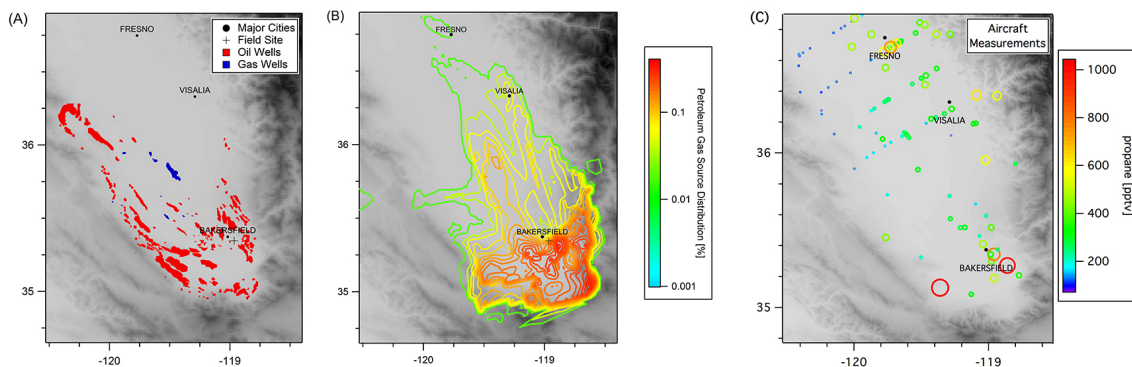 (A)
FRESNO
Major Cities
Field Site
Oil Wells
Gas Wells
VISALIA
BAKERSFIELD
36
35
-120
-119
(B)
FRESNO
VISALIA
BAKERSFIELD
36
35
-120
-119
0.1
0.01
0.001
Petroleum Gas Source Distribution [%]
(C)
Aircraft
Measurements
FRESNO
VISALIA
BAKERSFIELD
36
35
-120
-119
1000
800
600
400
200
propane [pptv]